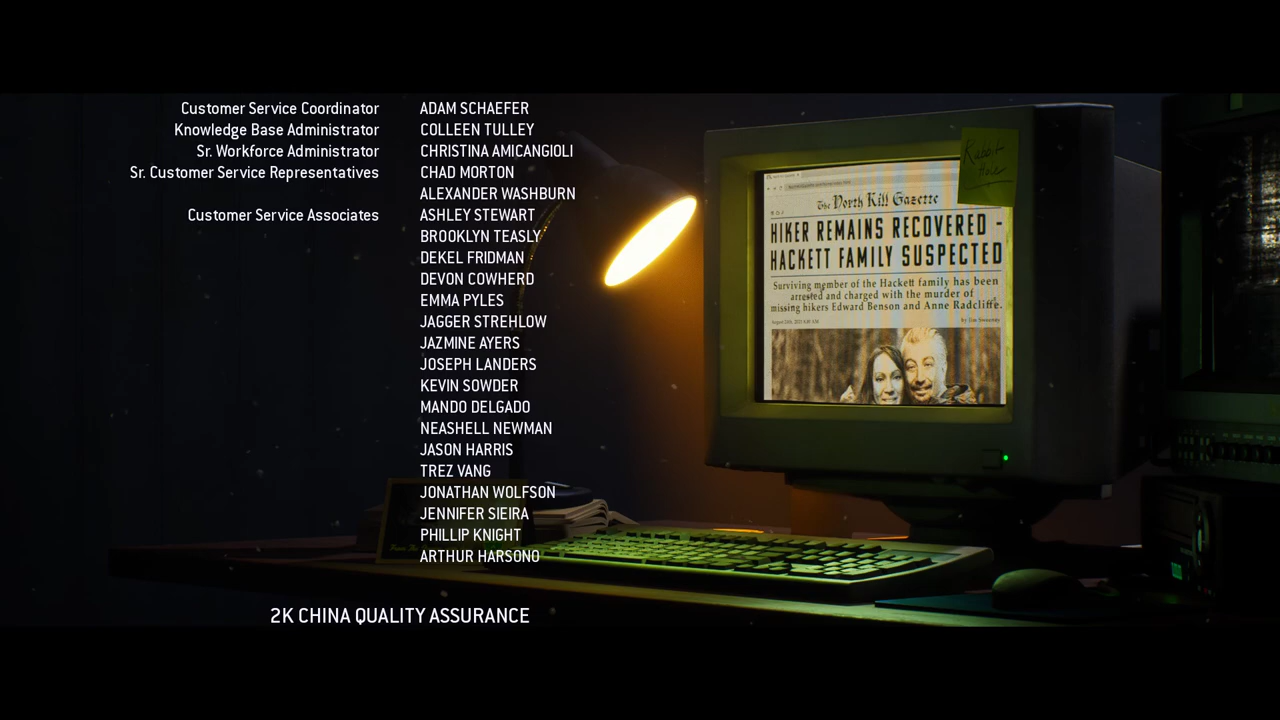 Customer Service Coordinator ADAM SCHAEFER
Knowledge Base Administrator COLLEEN TULLEY
Sr. Workforce Administrator CHRISTINA AMICANGIOLI
Sr. Customer Service Representatives CHAD MORTON
ALEXANDER WASHBURN
Customer Service Associates ASHLEY STEWART
BROOKLYN TEASLY
DEKEL FRIDMAN
DEVON COWHERD
EMMA PYLES
JAGGER STREHLOW
JAZMINE AYERS
JOSEPH LANDERS
KEVIN SOWDER
MANDO DELGADO
NEASHELL NEWMAN
JASON HARRIS
TREZ VANG
JONATHAN WOLFSON
JENNIFER SIEIRA
PHILLIP KNIGHT
ARTHUR HARSONO
2K CHINA QUALITY ASSURANCE
Rabbit
Hole
The North Kill Gazette
HIKER REMAINS RECOVERED -
HACKETT FAMILY SUSPECTED
Surviving member of the Hackett family has been
arrested and charged with the murder of
missing hikers Edward Benson and Anne Radcliffe.